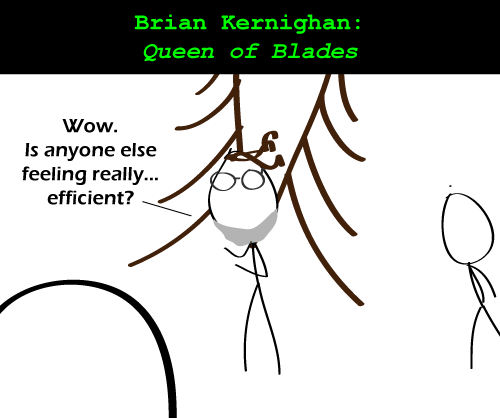 Brian Kernighan:
Queen of Blades
Wow.
Is anyone else
feeling really...
efficient?